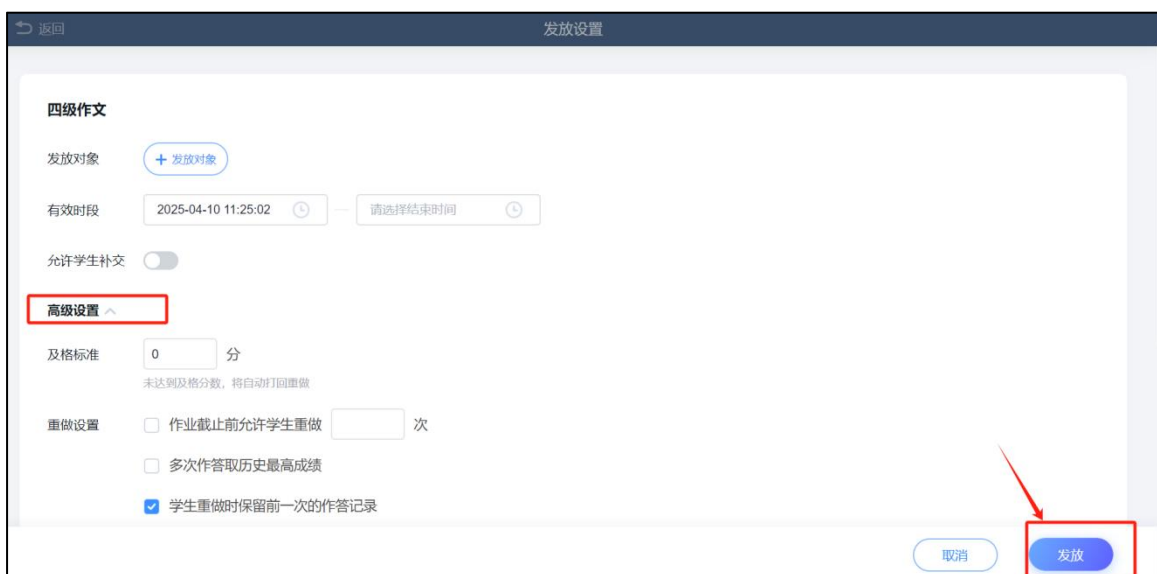 返回 发放设置
四级作文
发放对象 + 发放对象
有效时段 2025-04-10 11:25:02 — 请选择结束时间
允许学生补交
高级设置
及格标准 0 分
未达到及格分数，将自动打回重做
重做设置 作业截止前允许学生重做 次
多次作答取历史最高成绩
学生重做时保留前一次的作答记录
取消 发放